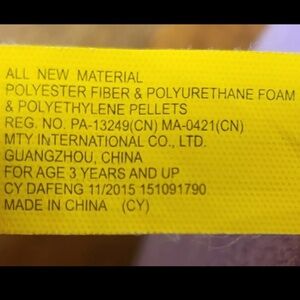 ALL NEW MATERIAL
POLYESTER FIBER & POLYURETHANE FOAM
& POLYETHYLENE PELLETS
REG. NO. PA-13249(CN) MA-0421(CN)
MTY INTERNATIONAL CO., LTD.
GUANGZHOU, CHINA
FOR AGE 3 YEARS AND UP
CY DAFENG 11/2015 151091790
MADE IN CHINA (CY)